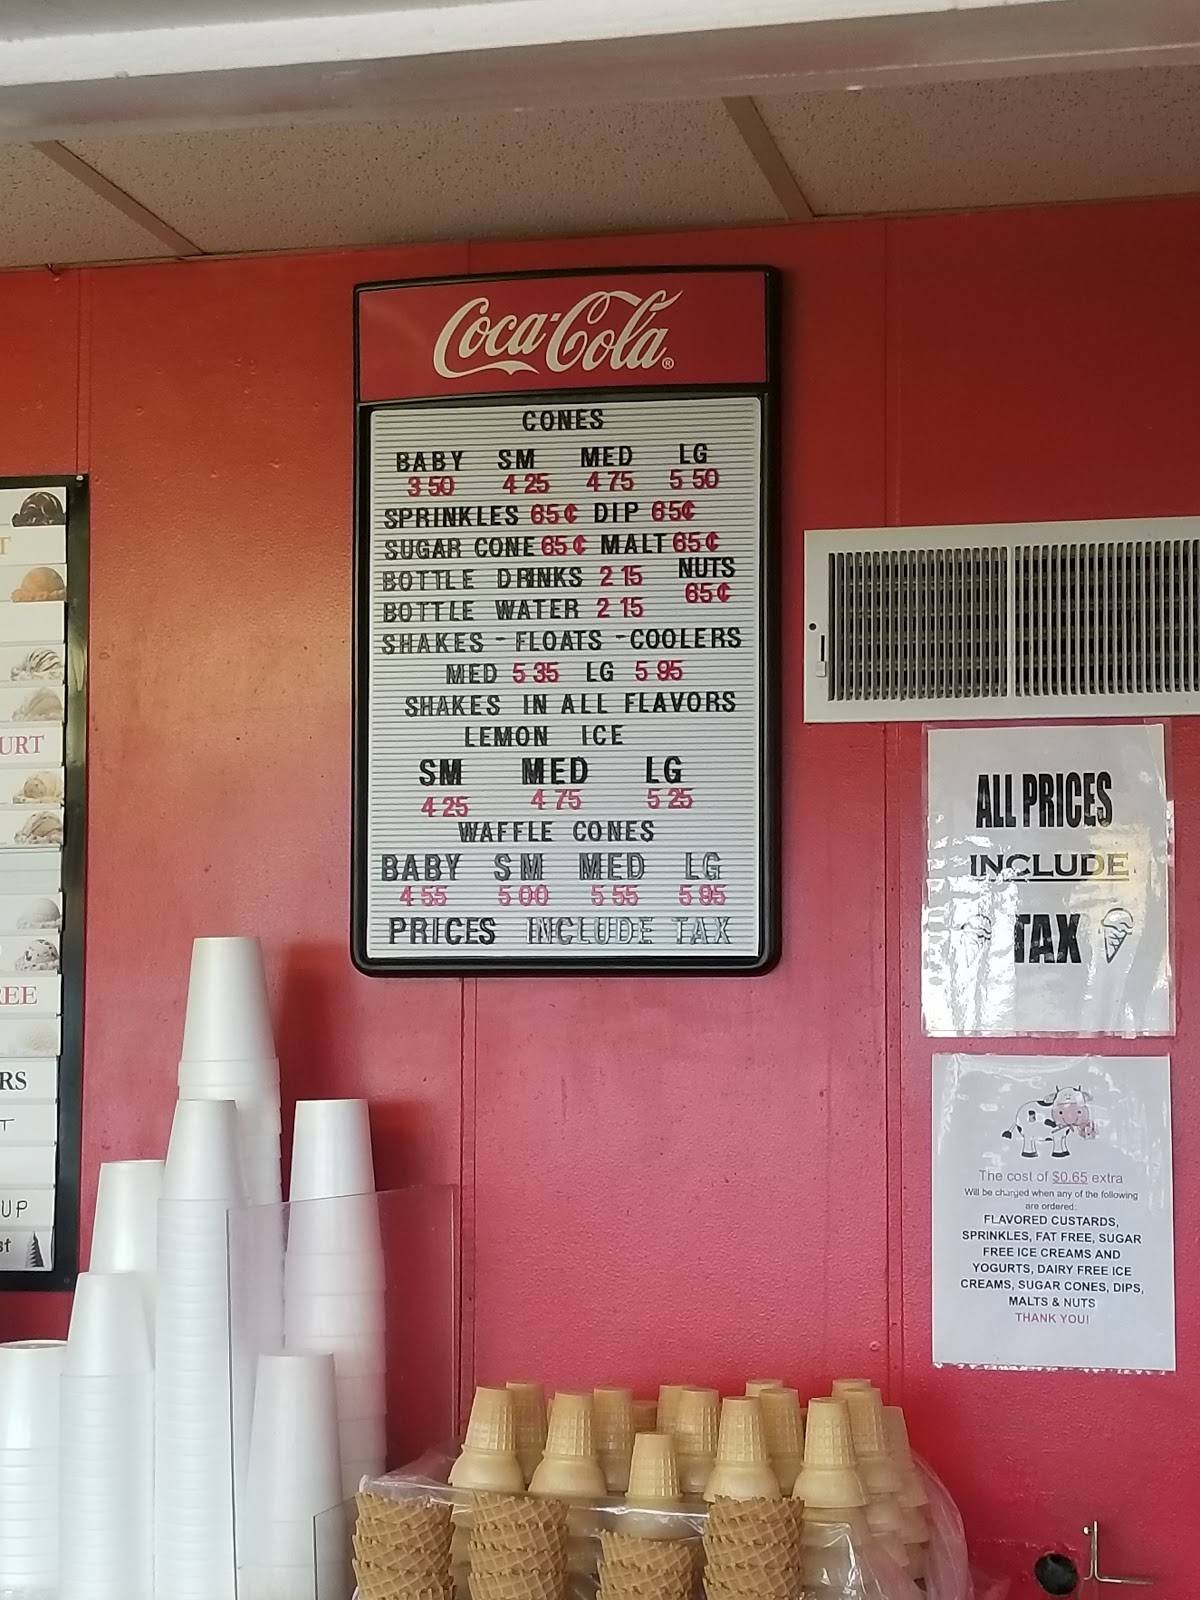 Coca-Cola®
CONES
BABY SM MED LG
3 50 4 25 4 75 5 50
SPRINKLES 65¢ DIP 65¢
SUGAR CONE 65¢ MALT 65¢
BOTTLE DRINKS 2 15 NUTS
65¢
BOTTLE WATER 2 15
SHAKES - FLOATS - COOLERS
MED 5 35 LG 5 95
SHAKES IN ALL FLAVORS
LEMON ICE
SM MED LG
4 25 4 75 5 25
WAFFLE CONES
BABY SM MED LG
4 55 5 00 5 55 5 95
PRICES INCLUDE TAX
ALL PRICES
INCLUDE
TAX
The cost of $0.65 extra
Will be charged when any of the following
are ordered:
FLAVORED CUSTARDS,
SPRINKLES, FAT FREE, SUGAR
FREE ICE CREAMS AND
YOGURTS, DAIRY FREE ICE
CREAMS, SUGAR CONES, DIPS,
MALTS & NUTS
THANK YOU!
T
URT
REE
RS
T
UP
st